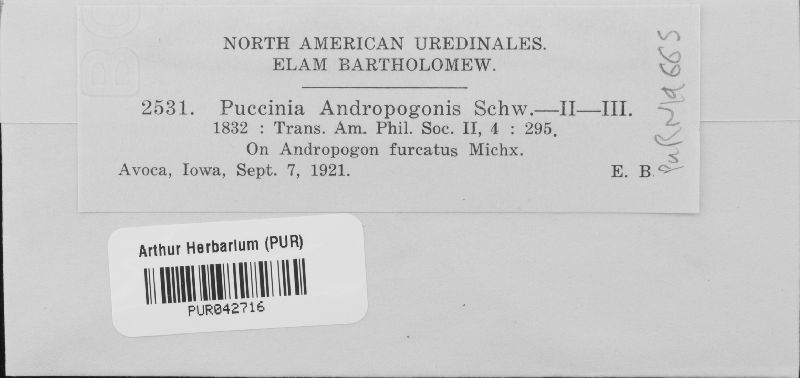 NORTH AMERICAN UREDINALES.
ELAM BARTHOLOMEW.
2531. Puccinia Andropogonis Schw.—II—III.
1832 : Trans. Am. Phil. Soc. II, 4 : 295.
On Andropogon furcatus Michx.
Avoca, Iowa, Sept. 7, 1921. E. B.
Arthur Herbarium (PUR)
PUR042716